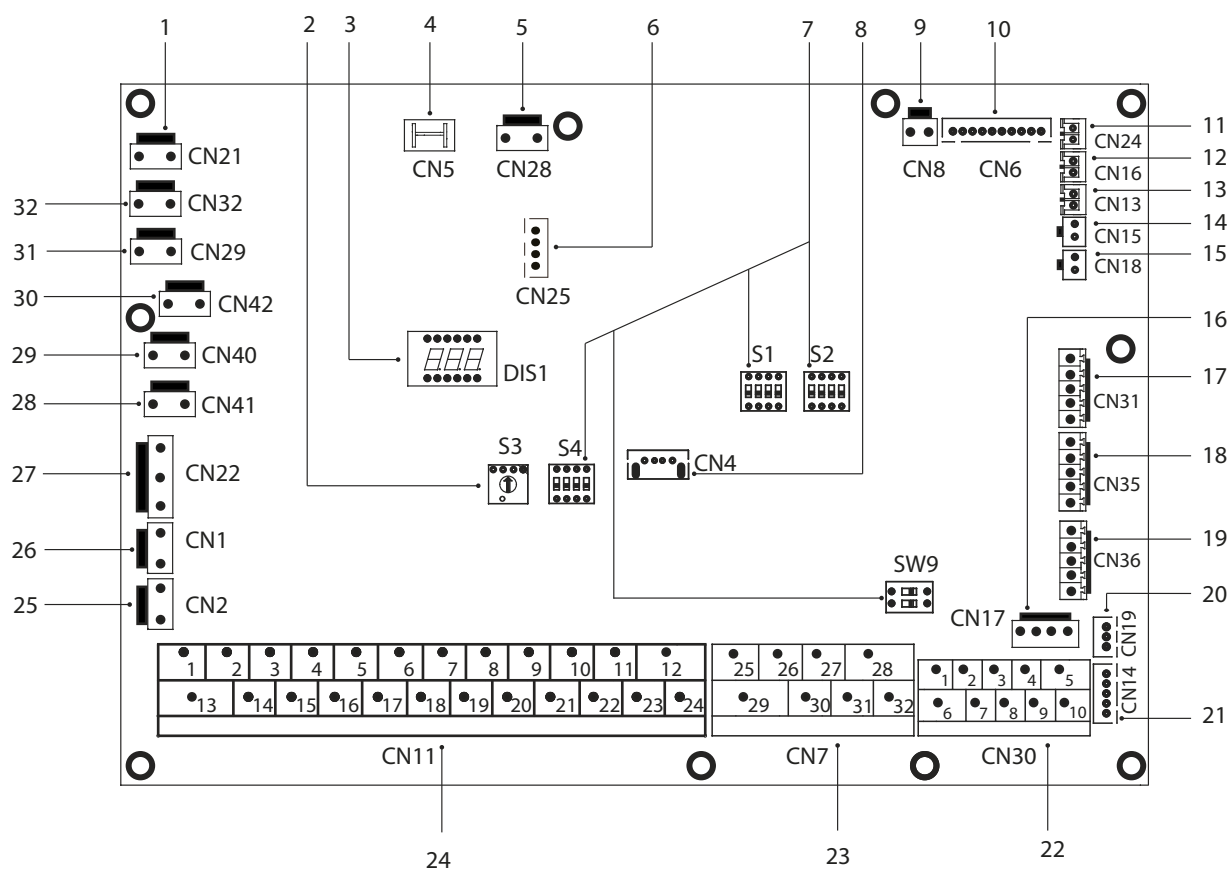 1 2 3 4 5 6 7 8 9 10
CN21
CN5
CN28
CN8
CN6
CN24
11
CN16
12
CN13
13
CN15
14
CN18
15
32
CN32
31
CN29
CN25
30
CN42
16
29
CN40
DIS1
S1
S2
28
CN41
CN31
17
27
CN22
S3
S4
CN4
CN35
18
26
CN1
CN36
19
25
CN2
SW9
CN17
CN19
20
1 2 3 4 5 6 7 8 9 10 11 12
25 26 27 28
1 2 3 4 5
CN14
13 14 15 16 17 18 19 20 21 22 23 24
29 30 31 32
6 7 8 9 10
21
CN11
CN7
CN30
24
23
22